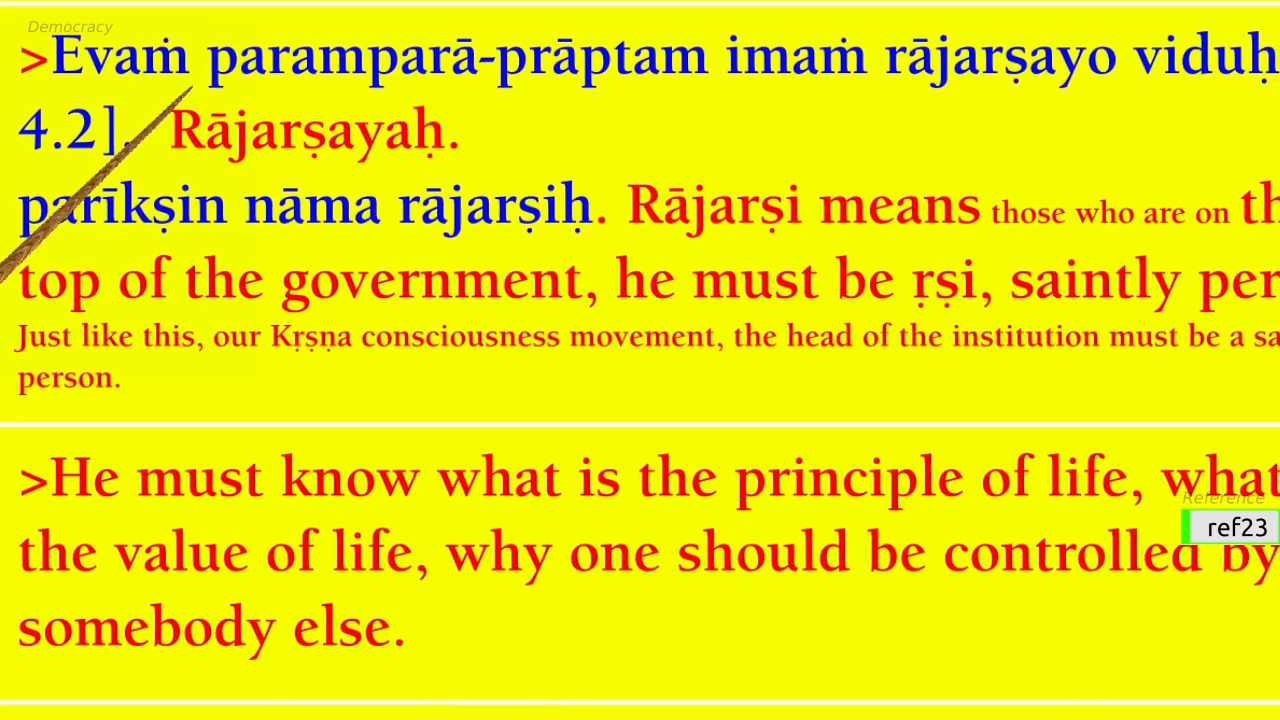 Democracy
>Evaṁ paramparā-prāptam imaṁ rājarṣayo viduḥ
4.2]. Rājarṣayaḥ.
parīkṣin nāma rājarṣiḥ. Rājarṣi means those who are on th
top of the government, he must be ṛṣi, saintly per
Just like this, our Kṛṣṇa consciousness movement, the head of the institution must be a sa
person.
>He must know what is the principle of life, what
Reference
ref23
the value of life, why one should be controlled by
somebody else.